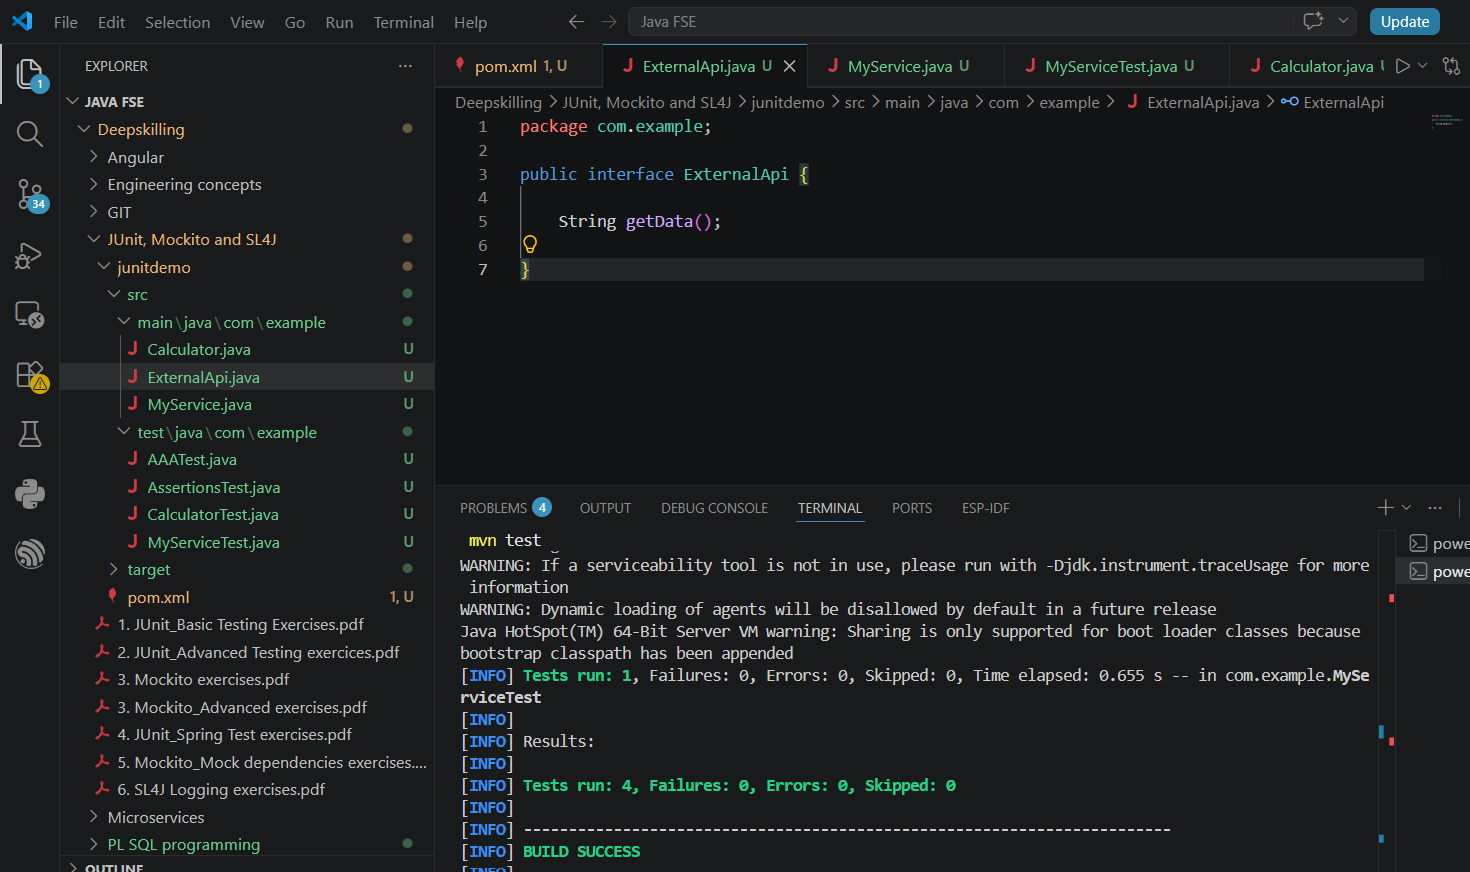 File Edit Selection View Go Run Terminal Help
Java FSE
Update
EXPLORER
JAVA FSE
Deepskilling
Angular
Engineering concepts
GIT
JUnit, Mockito and SL4J
junitdemo
src
main\java\com\example
Calculator.java U
ExternalApi.java U
MyService.java U
test\java\com\example
AAATest.java U
AssertionsTest.java U
CalculatorTest.java U
MyServiceTest.java U
target
pom.xml 1, U
1. JUnit_Basic Testing Exercises.pdf
2. JUnit_Advanced Testing exercices.pdf
3. Mockito exercises.pdf
3. Mockito_Advanced exercises.pdf
4. JUnit_Spring Test exercises.pdf
5. Mockito_Mock dependencies exercises....
6. SL4J Logging exercises.pdf
Microservices
PL SQL programming
OUTLINE
1
34
pom.xml 1, U ExternalApi.java U MyService.java U MyServiceTest.java U Calculator.java
Deepskilling > JUnit, Mockito and SL4J > junitdemo > src > main > java > com > example > ExternalApi.java > ExternalApi
1 package com.example;
2
3 public interface ExternalApi {
4
5 String getData();
6
7 }
PROBLEMS 4 OUTPUT DEBUG CONSOLE TERMINAL PORTS ESP-IDF
mvn test
WARNING: If a serviceability tool is not in use, please run with -Djdk.instrument.traceUsage for more
information
WARNING: Dynamic loading of agents will be disallowed by default in a future release
Java HotSpot(TM) 64-Bit Server VM warning: Sharing is only supported for boot loader classes because
bootstrap classpath has been appended
[INFO] Tests run: 1, Failures: 0, Errors: 0, Skipped: 0, Time elapsed: 0.655 s -- in com.example.MySe
rviceTest
[INFO]
[INFO] Results:
[INFO]
[INFO] Tests run: 4, Failures: 0, Errors: 0, Skipped: 0
[INFO]
[INFO] ------------------------------------------------------------------------
[INFO] BUILD SUCCESS
[INFO]
powe
powe